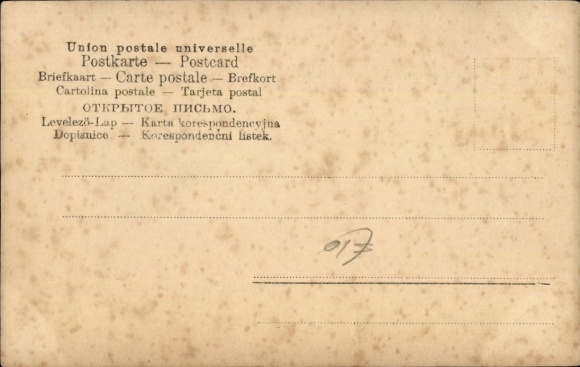 Union postale universelle
Postkarte — Postcard
Briefkaart — Carte postale — Brefkort
Cartolina postale — Tarjeta postal
ОТКРЫТОЕ ПИСЬМО.
Levelező-Lap — Karta korespondencyjna
Dopisnice — Korespondenční lístek.
£10